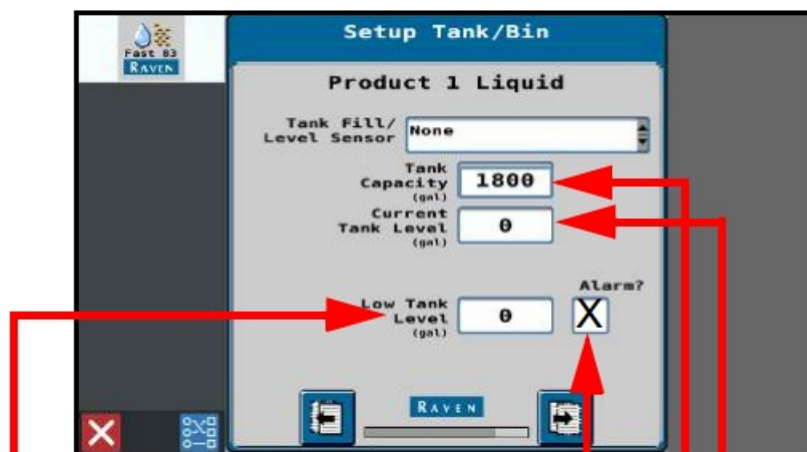 Setup Tank/Bin
Fast 83
RAVEN
Product 1 Liquid
Tank Fill/
Level Sensor
None
Tank
Capacity
(gal)
1800
Current
Tank Level
(gal)
0
Alarm?
Low Tank
Level
(gal)
0
X
RAVEN